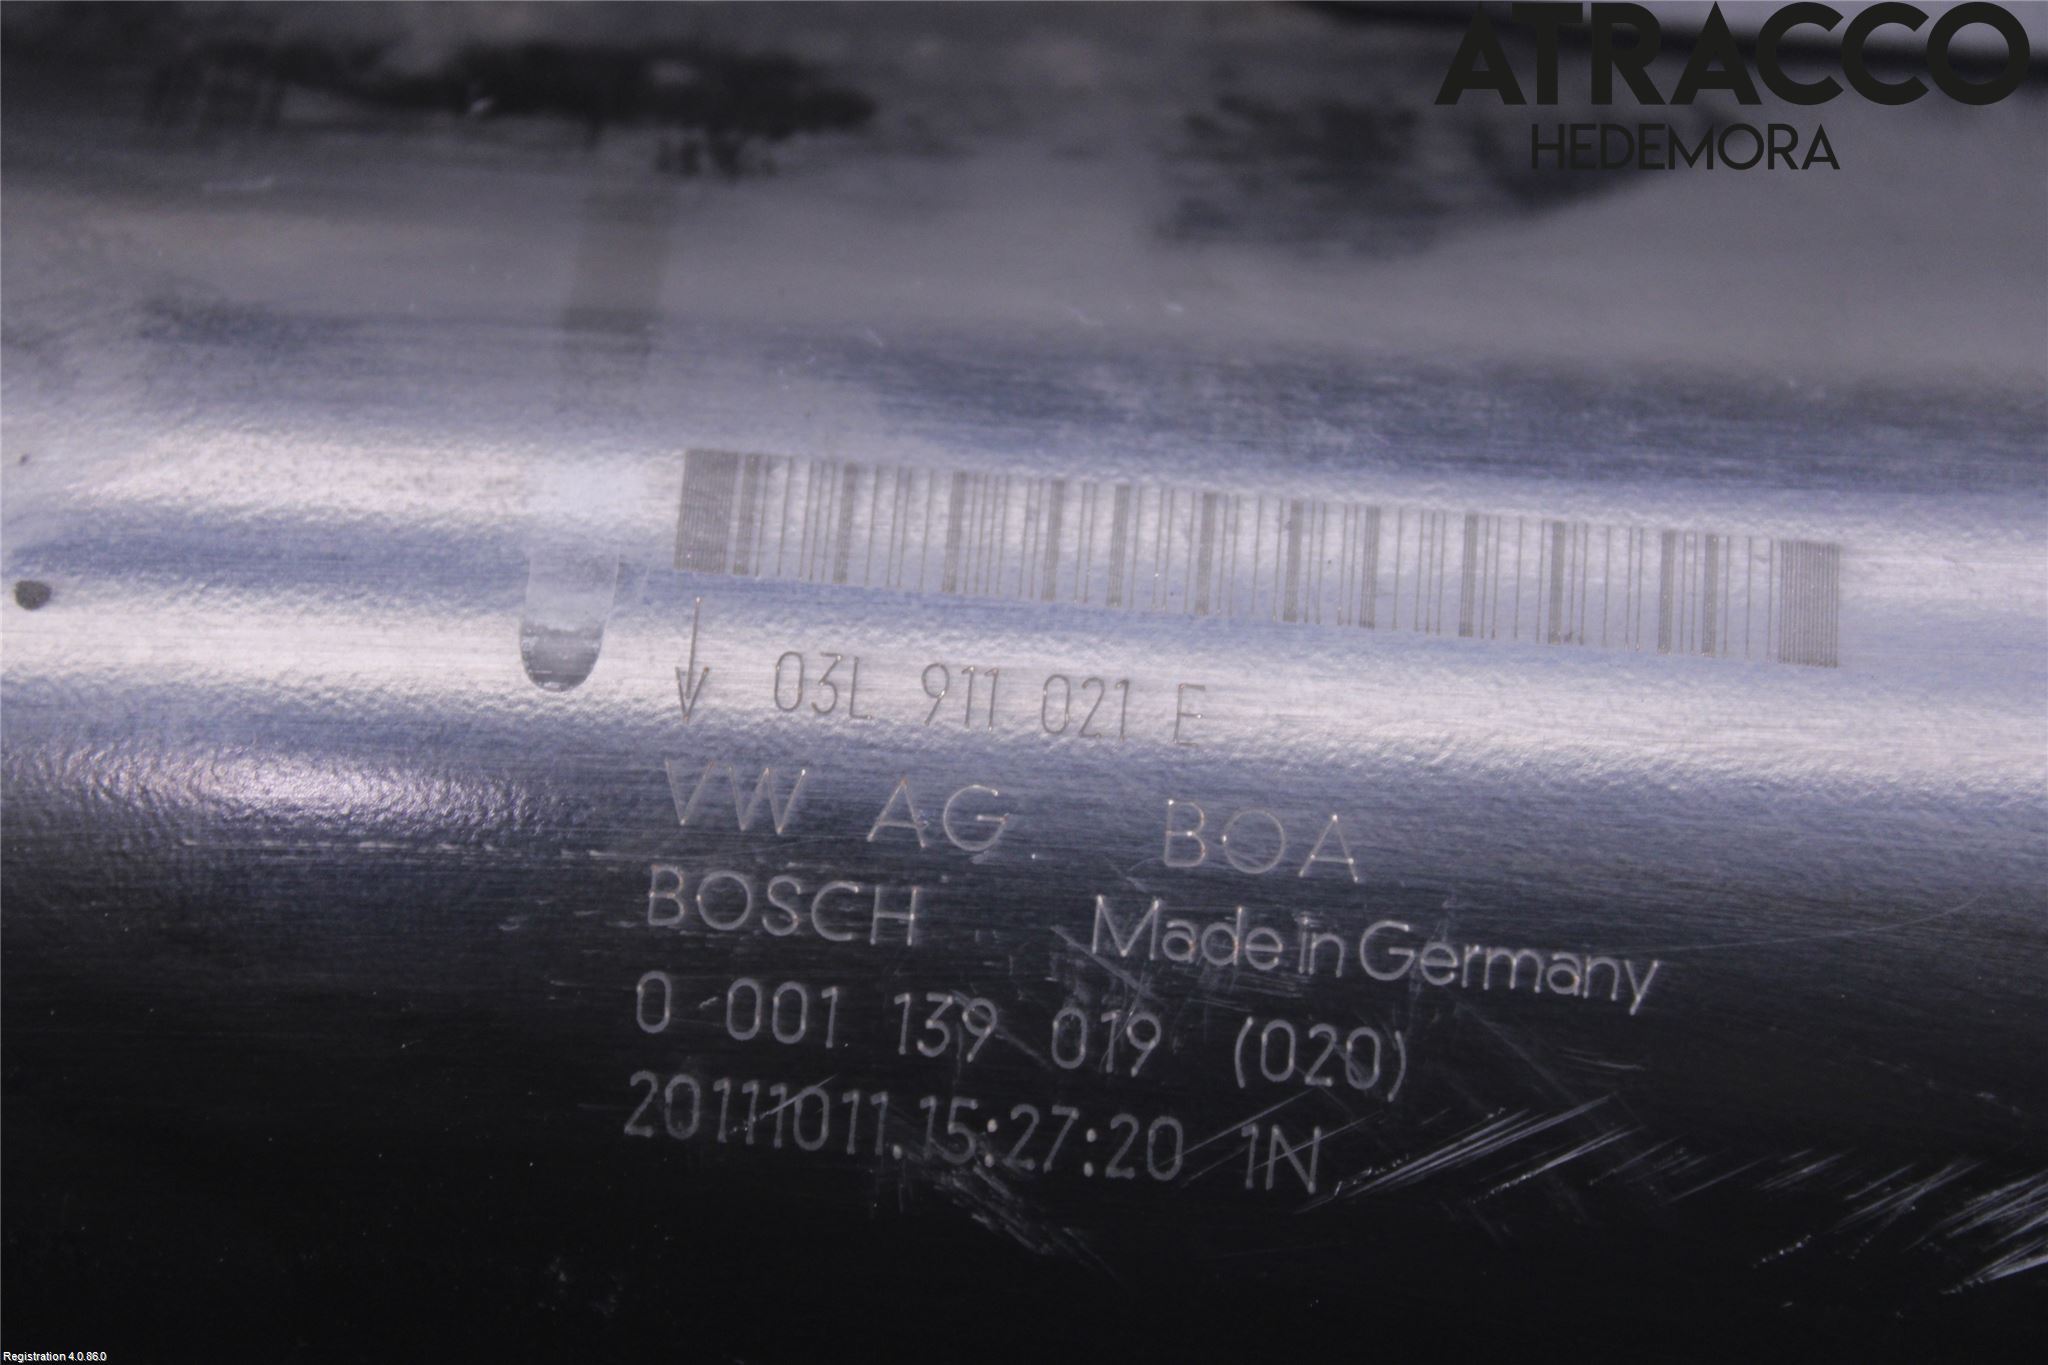 ATRACCO
HEDEMORA
03L 911 021 E
VW AG BOA
BOSCH Made in Germany
0 001 139 019 (020)
20111011.15:27:20 1N
Registration 4.0.86.0